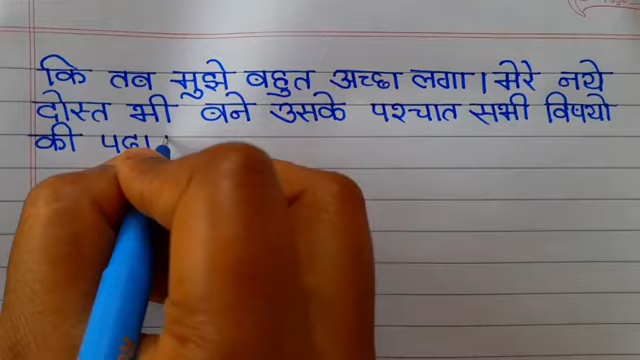 कि तब मुझे बहुत अच्छा लगा। मेरे नये
दोस्त भी बने उसके पश्चात सभी विषयो
की पढा